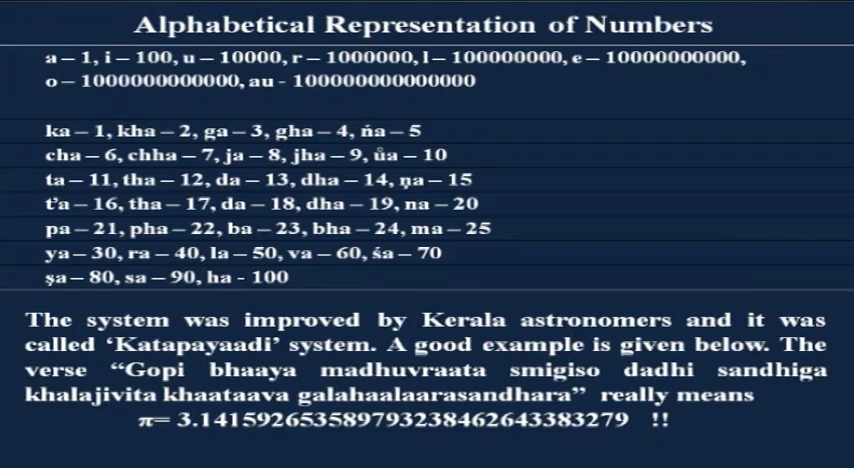 Alphabetical Representation of Numbers
a – 1, i – 100, u – 10000, r – 1000000, l – 100000000, e – 10000000000,
o – 1000000000000, au - 100000000000000
ka – 1, kha – 2, ga – 3, gha – 4, ṅa – 5
cha – 6, chha – 7, ja – 8, jha – 9, ůa – 10
ta – 11, tha – 12, da – 13, dha – 14, ņa – 15
t'a – 16, tha – 17, da – 18, dha – 19, na – 20
pa – 21, pha – 22, ba – 23, bha – 24, ma – 25
ya – 30, ra – 40, la – 50, va – 60, śa – 70
şa – 80, sa – 90, ha - 100
The system was improved by Kerala astronomers and it was
called ‘Katapayaadi’ system. A good example is given below. The
verse “Gopi bhaaya madhuvraata smigiso dadhi sandhiga
khalajivita khaataava galahaalaarasandhara” really means
π= 3.141592653589793238462643383279 !!